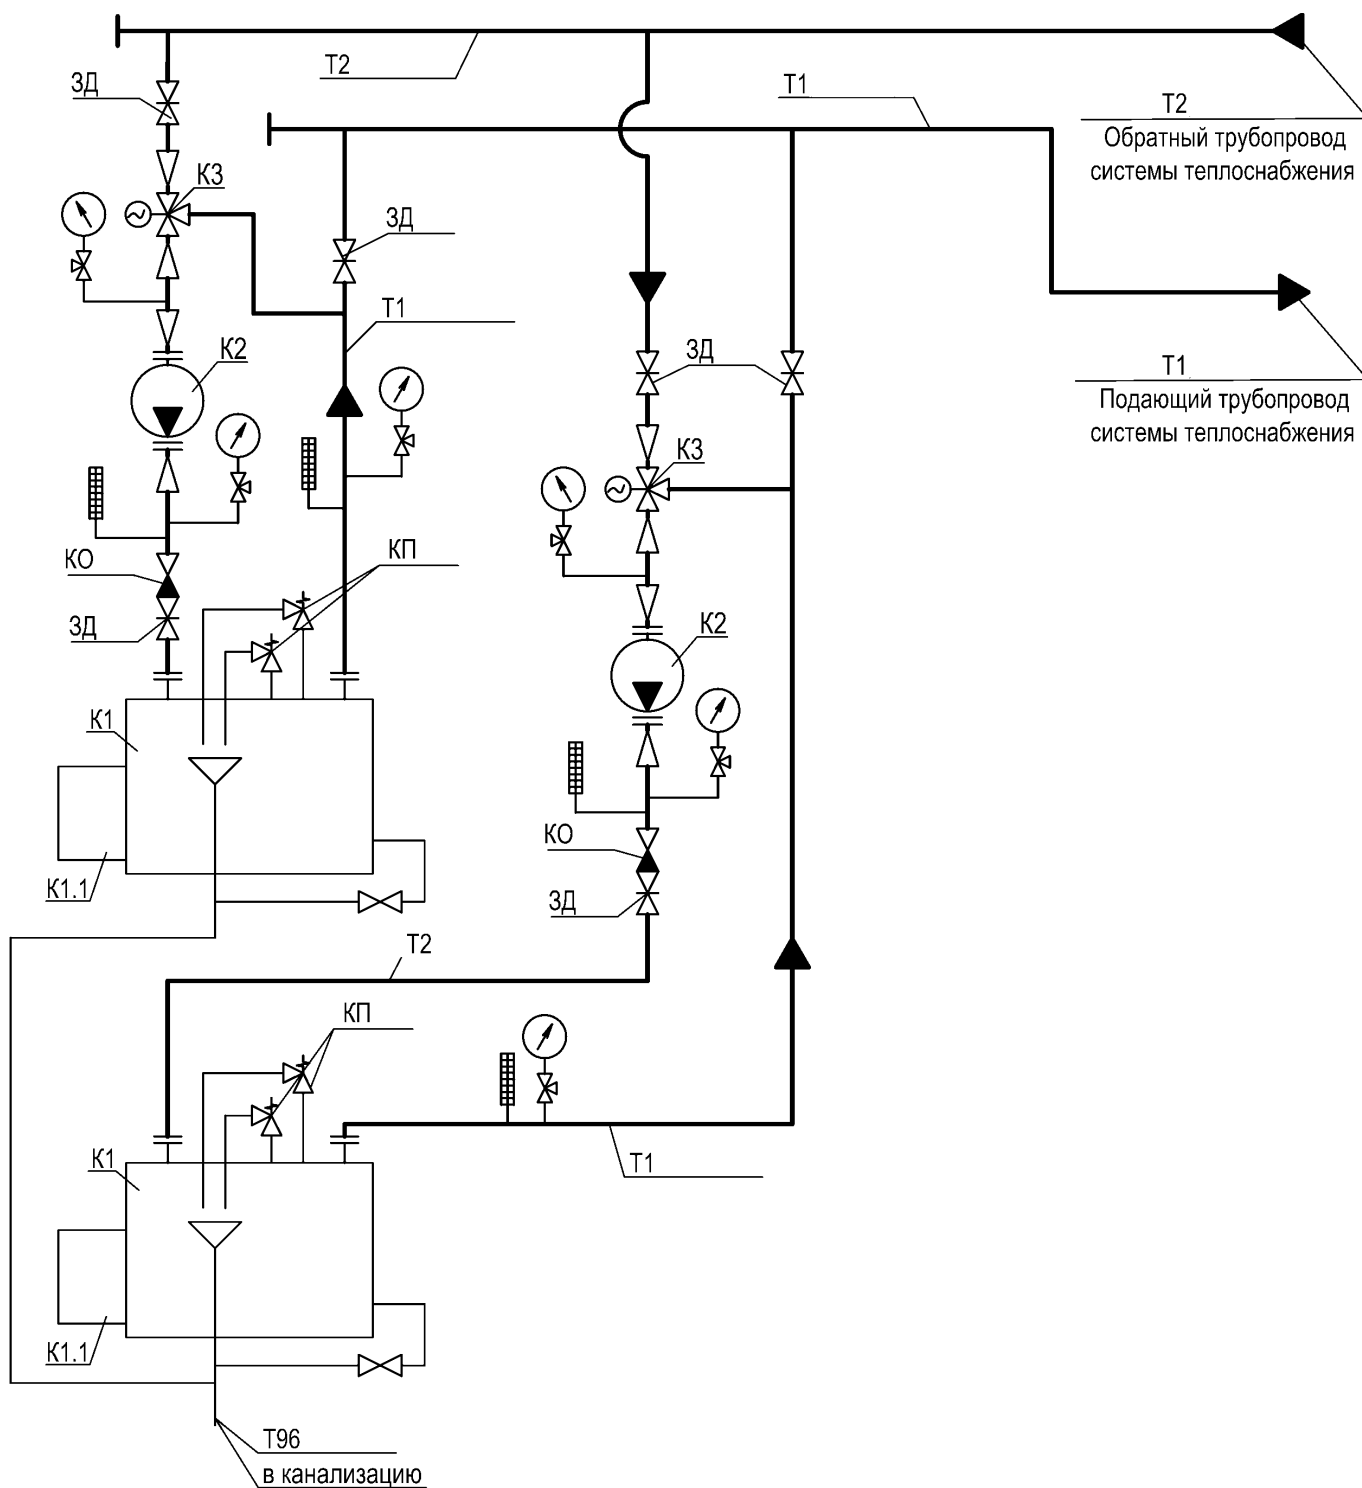 Т2
ЗД
Т1
Т2
Обратный трубопровод
системы теплоснабжения
К3
ЗД
Т1
К2
ЗД
Т1
Подающий трубопровод
системы теплоснабжения
К3
КО
КП
ЗД
К2
К1
КО
К1.1
ЗД
Т2
КП
К1
Т1
К1.1
Т96
в канализацию